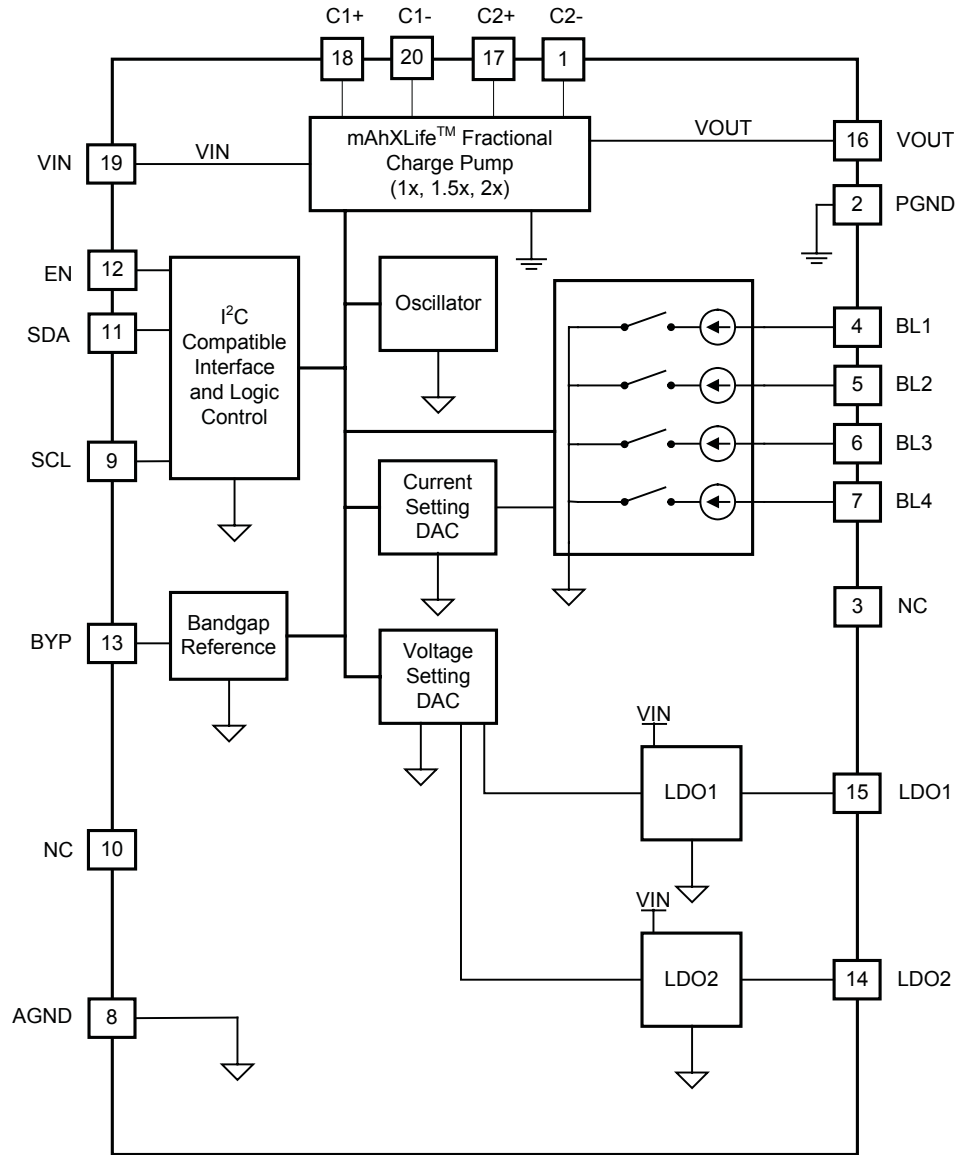 C1+ C1- C2+ C2-
18 20 17 1
mAhXLife™ Fractional
Charge Pump
(1x, 1.5x, 2x)
VIN 19 VIN
VOUT 16 VOUT
2 PGND
EN 12
SDA 11
SCL 9
I²C
Compatible
Interface
and Logic
Control
Oscillator
4 BL1
5 BL2
6 BL3
7 BL4
Current
Setting
DAC
3 NC
BYP 13
Bandgap
Reference
Voltage
Setting
DAC
VIN
LDO1
15 LDO1
NC 10
VIN
LDO2
14 LDO2
AGND 8